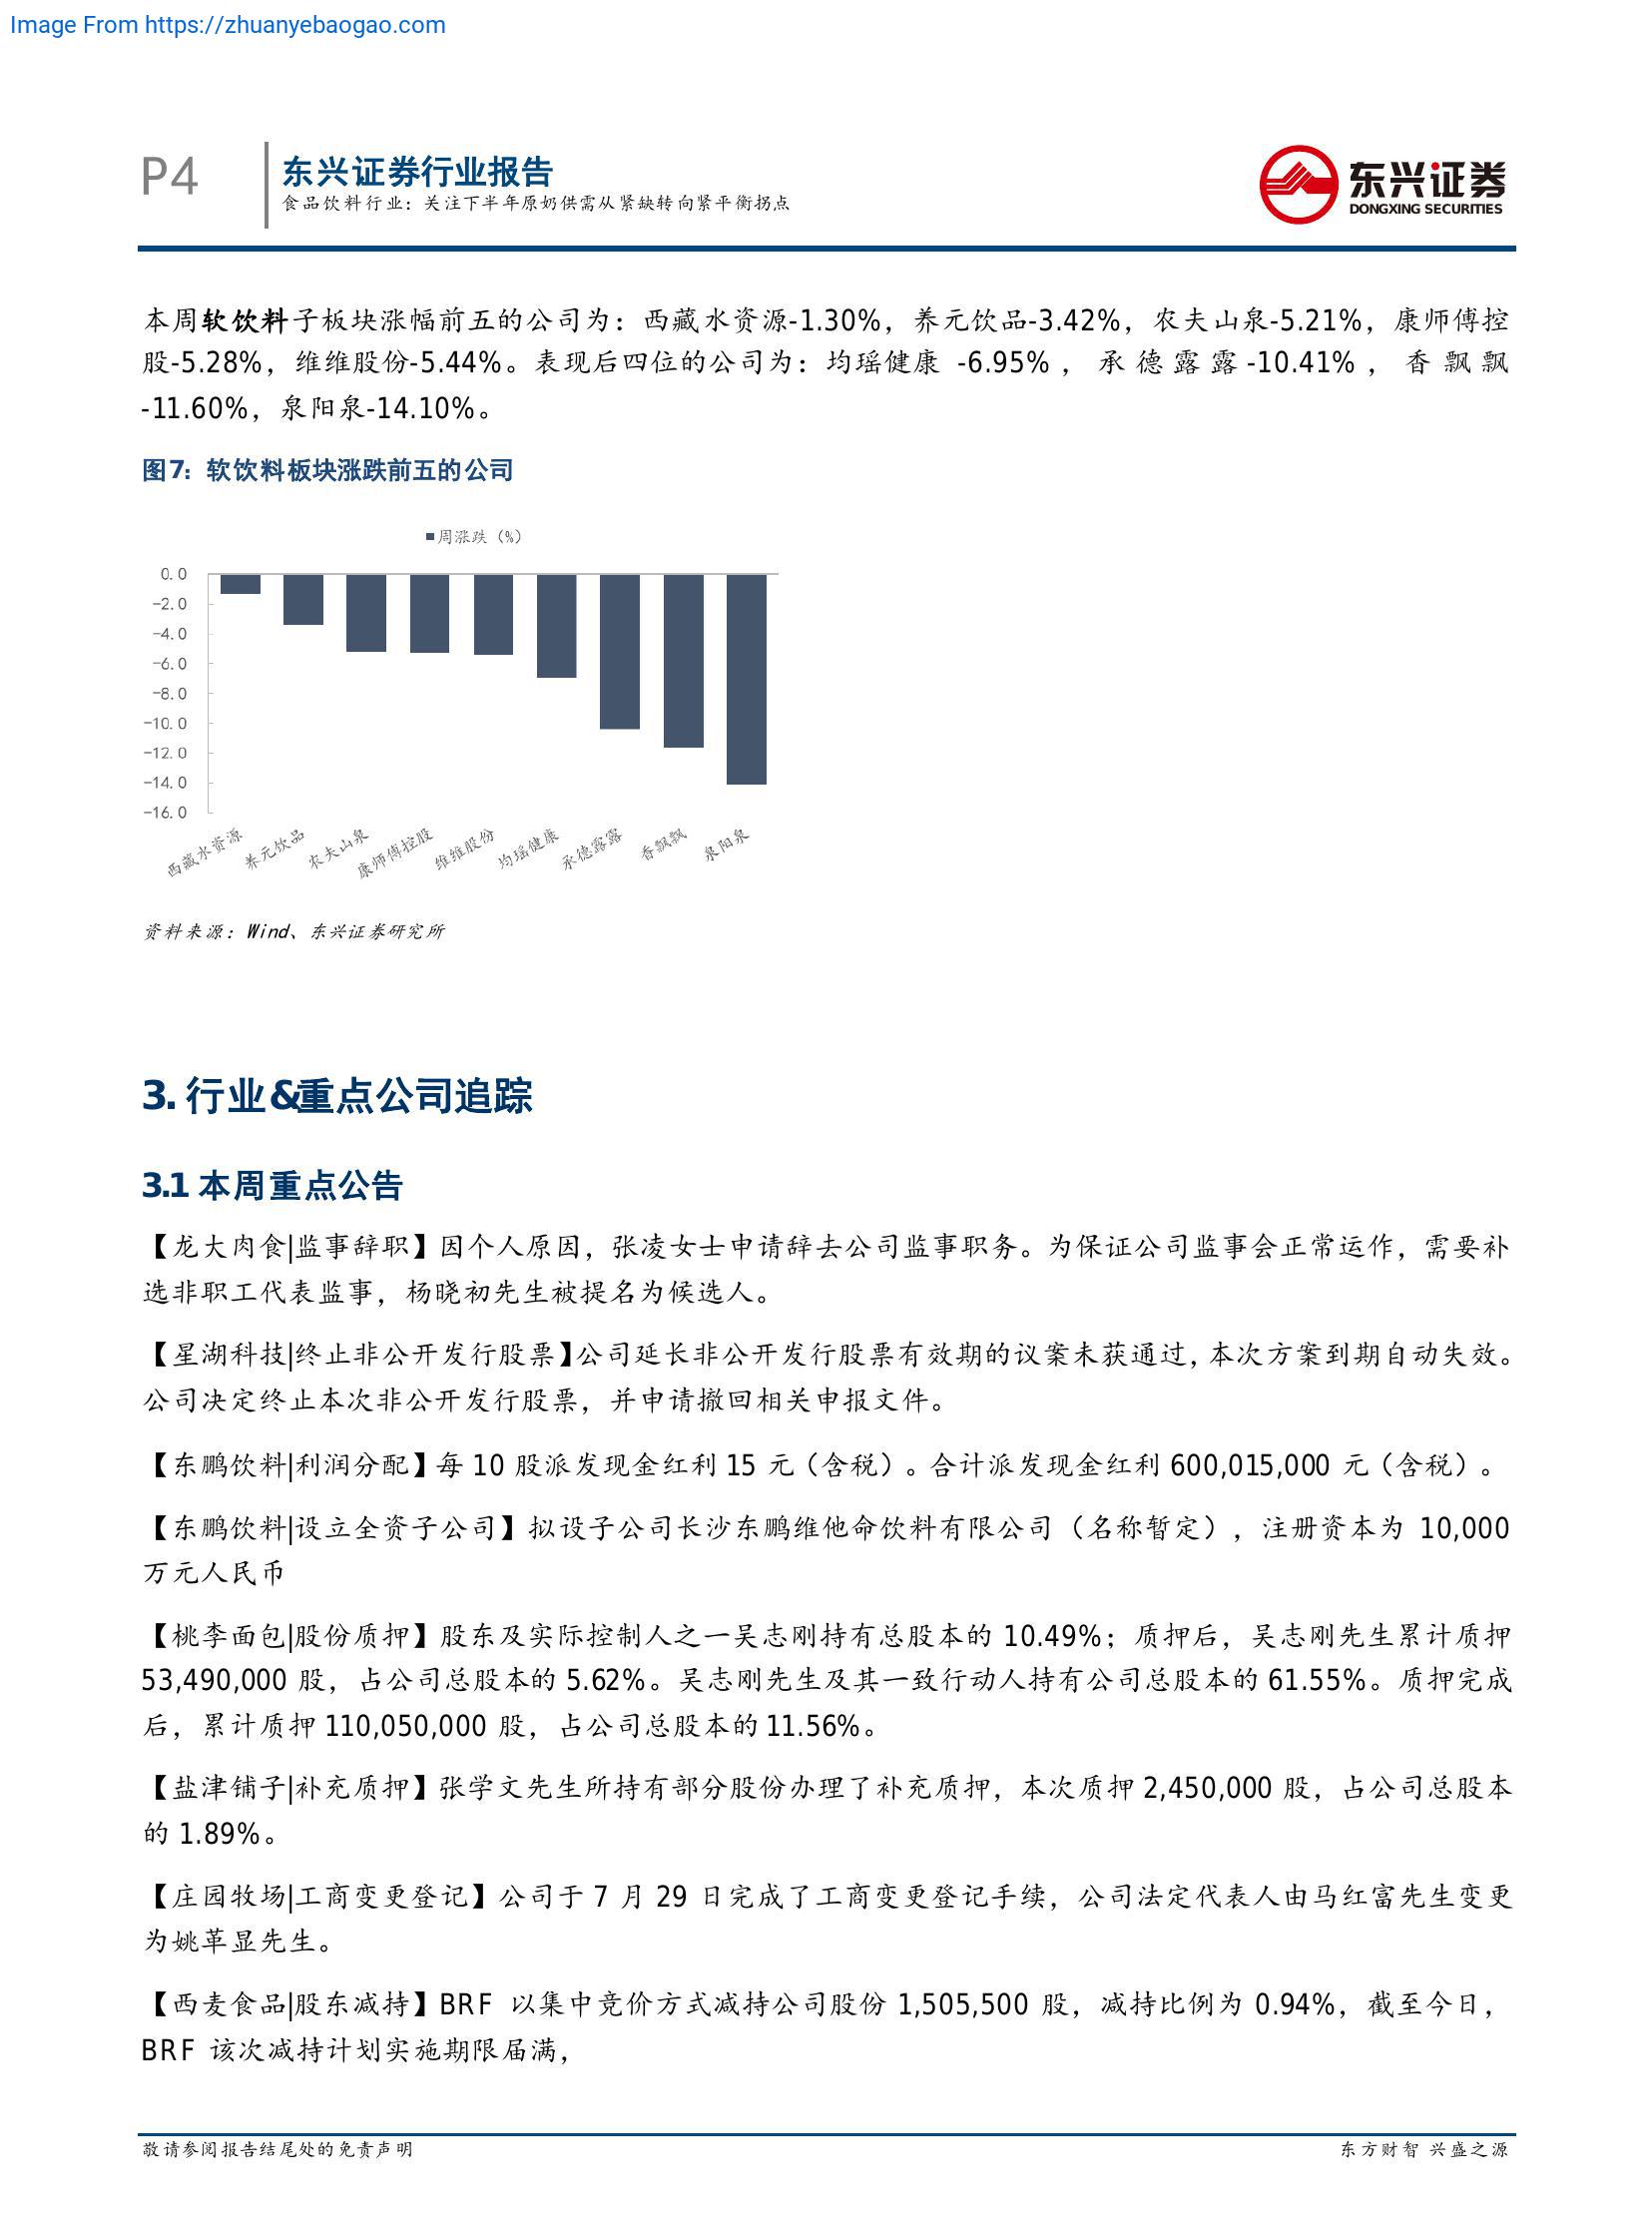 Image From https://zhuanyebaogao.com
P4
东兴证券行业报告
食品饮料行业：关注下半年原奶供需从紧缺转向紧平衡拐点
东兴证券
DONGXING SECURITIES
本周软饮料子板块涨幅前五的公司为：西藏水资源-1.30%，养元饮品-3.42%，农夫山泉-5.21%，康师傅控
股-5.28%，维维股份-5.44%。表现后四位的公司为：均瑶健康 -6.95% ， 承 德 露 露 -10.41% ， 香 飘 飘
-11.60%，泉阳泉-14.10%。
图7：软饮料板块涨跌前五的公司
周涨跌（%）
0.0
-2.0
-4.0
-6.0
-8.0
-10.0
-12.0
-14.0
-16.0
西藏水资源
养元饮品
农夫山泉
康师傅控股
维维股份
均瑶健康
承德露露
香飘飘
泉阳泉
资料来源：Wind、东兴证券研究所
3. 行业&重点公司追踪
3.1 本周重点公告
【龙大肉食|监事辞职】因个人原因，张凌女士申请辞去公司监事职务。为保证公司监事会正常运作，需要补
选非职工代表监事，杨晓初先生被提名为候选人。
【星湖科技|终止非公开发行股票】公司延长非公开发行股票有效期的议案未获通过，本次方案到期自动失效。
公司决定终止本次非公开发行股票，并申请撤回相关申报文件。
【东鹏饮料|利润分配】每 10 股派发现金红利 15 元（含税）。合计派发现金红利 600,015,000 元（含税）。
【东鹏饮料|设立全资子公司】拟设子公司长沙东鹏维他命饮料有限公司（名称暂定），注册资本为 10,000
万元人民币
【桃李面包|股份质押】股东及实际控制人之一吴志刚持有总股本的 10.49%；质押后，吴志刚先生累计质押
53,490,000 股，占公司总股本的 5.62%。吴志刚先生及其一致行动人持有公司总股本的 61.55%。质押完成
后，累计质押 110,050,000 股，占公司总股本的 11.56%。
【盐津铺子|补充质押】张学文先生所持有部分股份办理了补充质押，本次质押 2,450,000 股，占公司总股本
的 1.89%。
【庄园牧场|工商变更登记】公司于 7 月 29 日完成了工商变更登记手续，公司法定代表人由马红富先生变更
为姚革显先生。
【西麦食品|股东减持】BRF 以集中竞价方式减持公司股份 1,505,500 股，减持比例为 0.94%，截至今日，
BRF 该次减持计划实施期限届满，
敬请参阅报告结尾处的免责声明
东方财智 兴盛之源